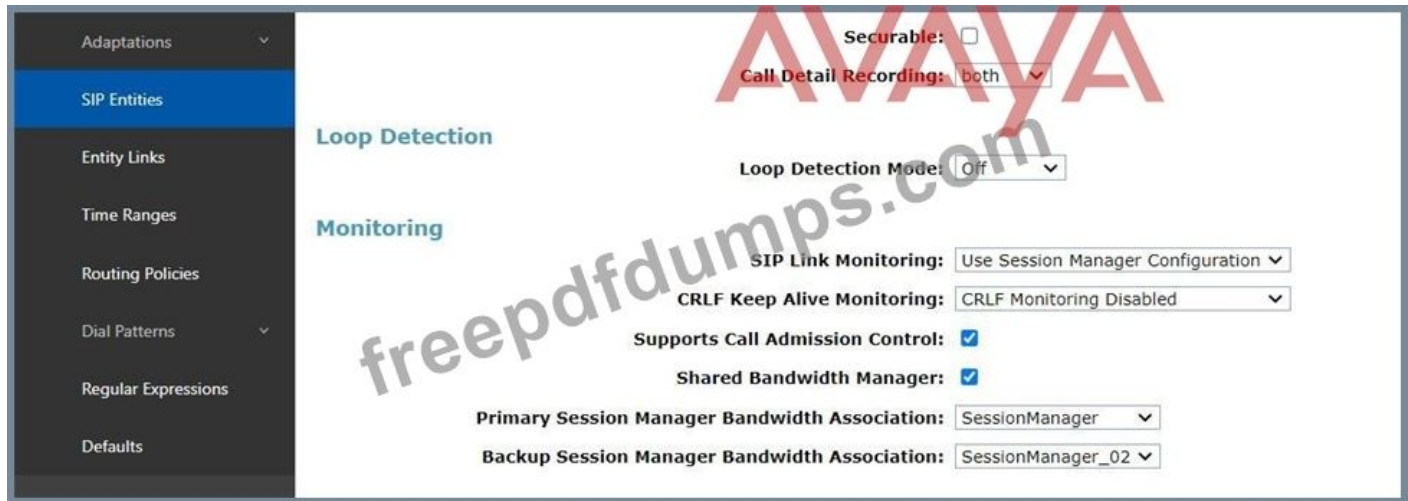 AVAYA
Adaptations
SIP Entities
Entity Links
Time Ranges
Routing Policies
Dial Patterns
Regular Expressions
Defaults
Securable:
Call Detail Recording: both
Loop Detection
Loop Detection Mode: Off
Monitoring
SIP Link Monitoring: Use Session Manager Configuration
CRLF Keep Alive Monitoring: CRLF Monitoring Disabled
Supports Call Admission Control:
Shared Bandwidth Manager:
Primary Session Manager Bandwidth Association: SessionManager
Backup Session Manager Bandwidth Association: SessionManager_02
freepdfdumps.com